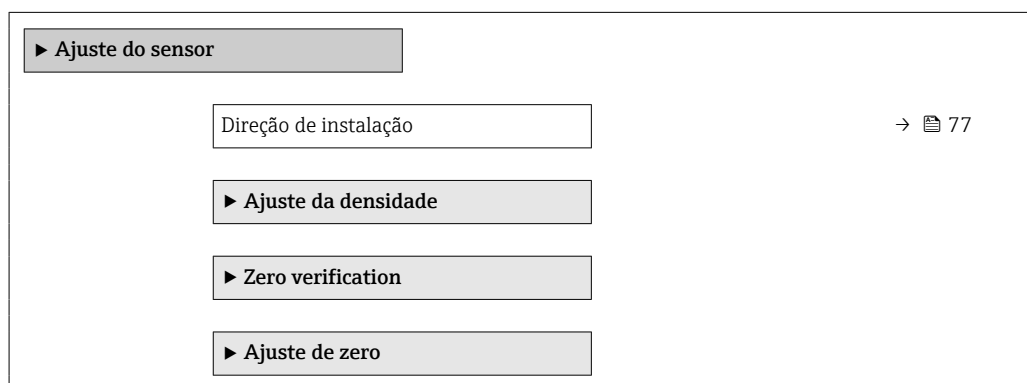 ▶ Ajuste do sensor
Direção de instalação → 77
▶ Ajuste da densidade
▶ Zero verification
▶ Ajuste de zero